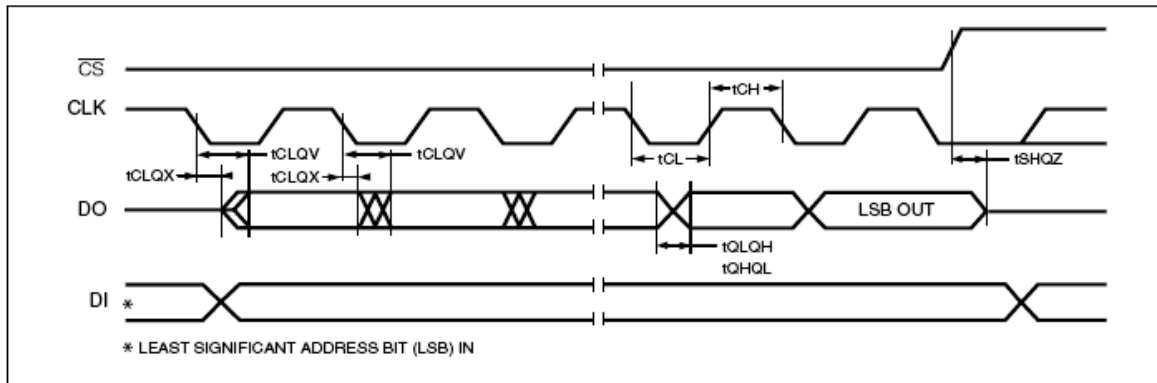 CS
CLK
tCH
tCLQV
tCLQV
tCL
tSHQZ
tCLQX
tCLQX
DO
LSB OUT
tQLQH
tQHQL
DI *
* LEAST SIGNIFICANT ADDRESS BIT (LSB) IN